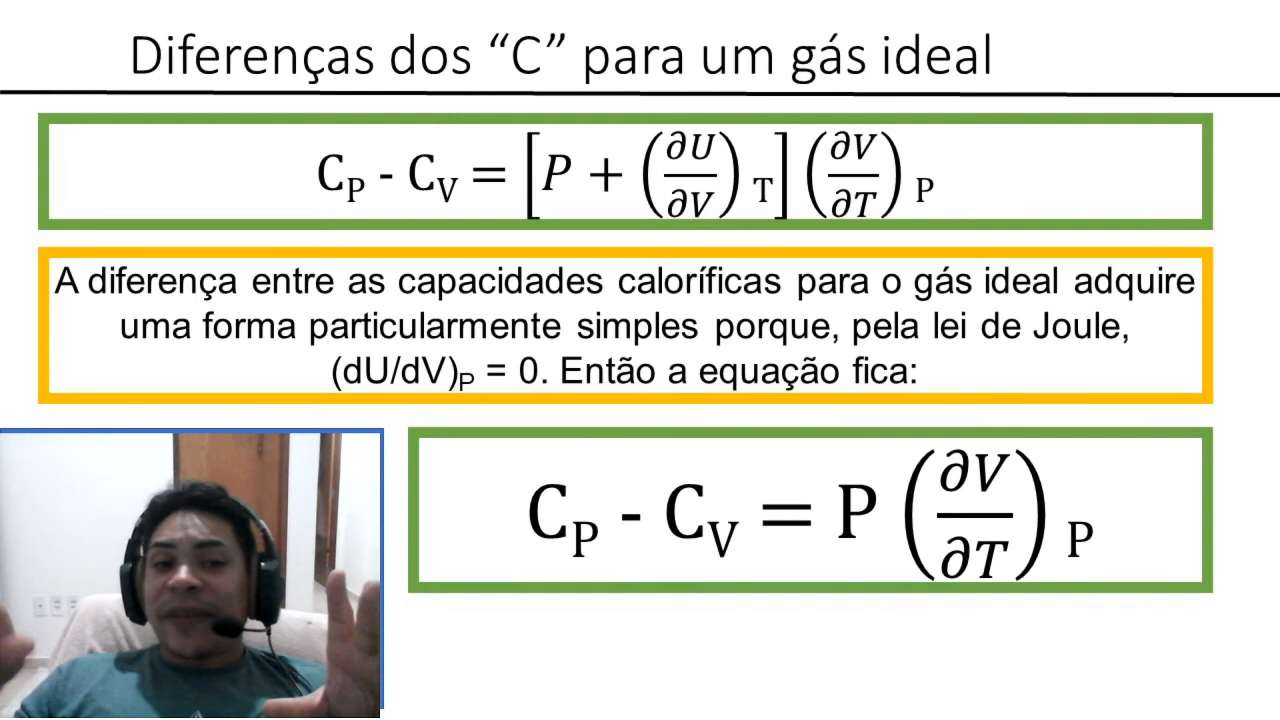 Diferenças dos “C” para um gás ideal
C_P - C_V = [P + (∂U/∂V)_T] (∂V/∂T)_P
A diferença entre as capacidades caloríficas para o gás ideal adquire
uma forma particularmente simples porque, pela lei de Joule,
(dU/dV)_P = 0. Então a equação fica:
C_P - C_V = P (∂V/∂T)_P